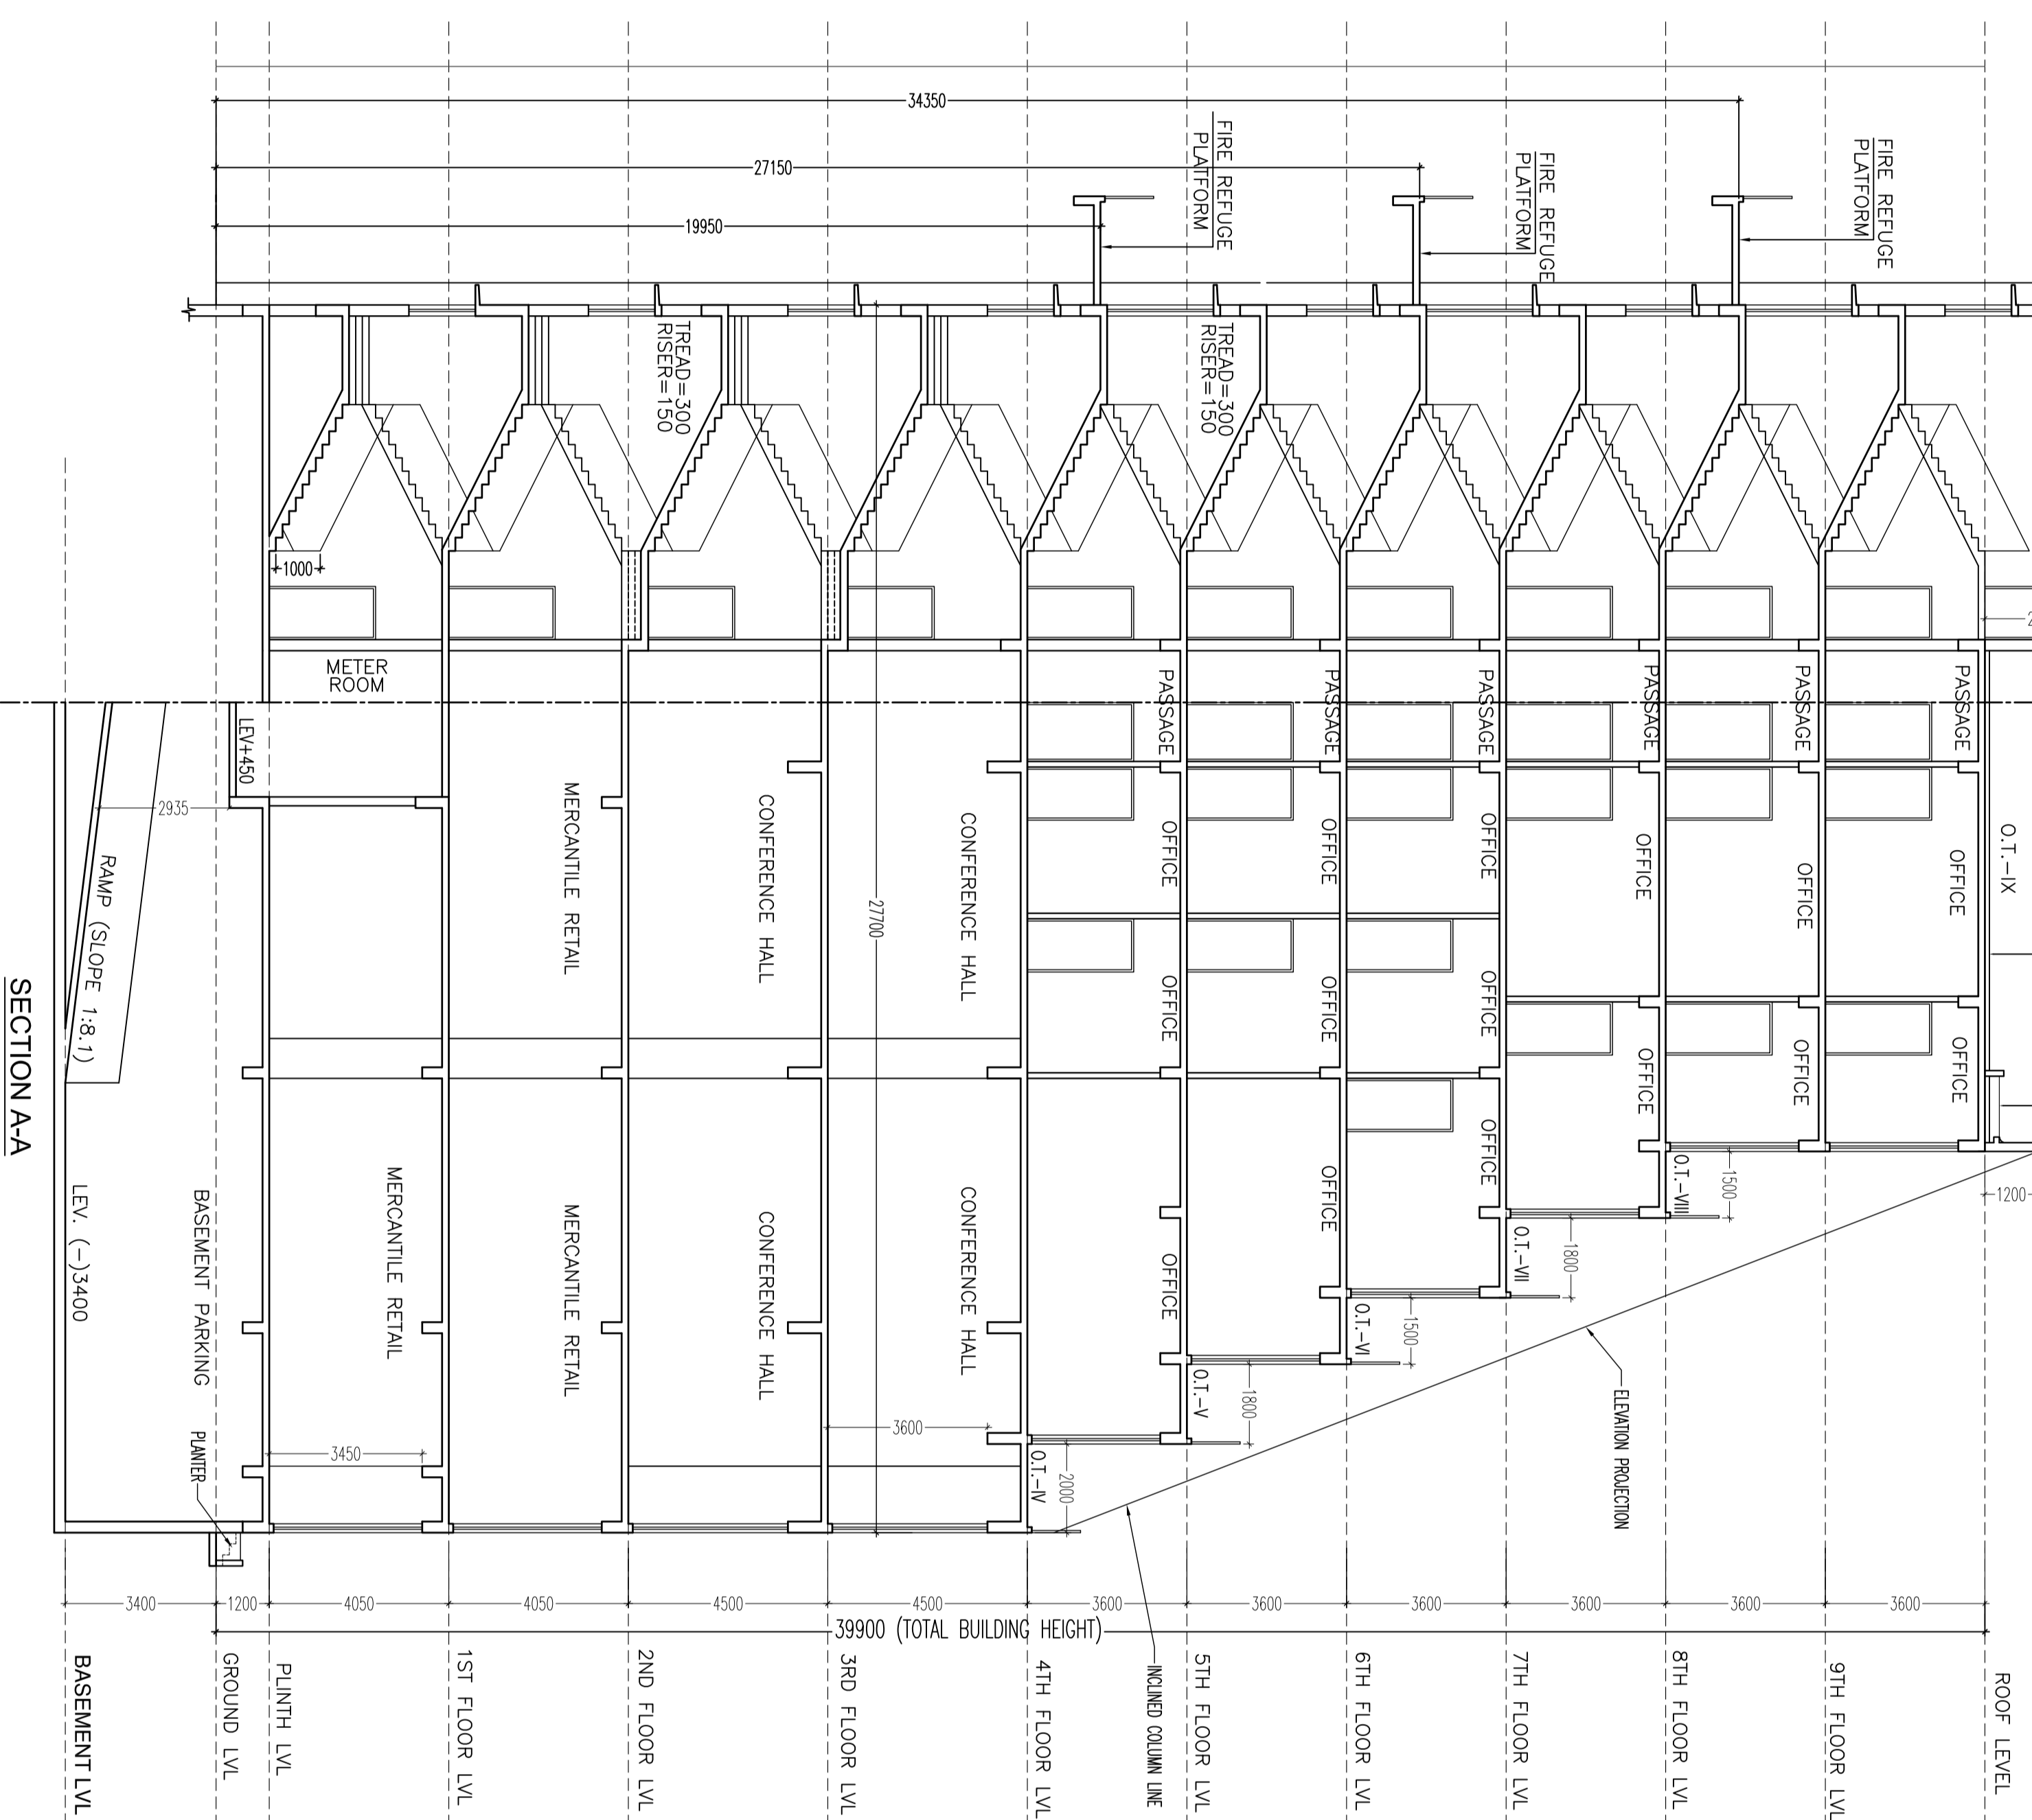 SECTION A-A
ROOF LEVEL
9TH FLOOR LVL
8TH FLOOR LVL
7TH FLOOR LVL
6TH FLOOR LVL
5TH FLOOR LVL
4TH FLOOR LVL
3RD FLOOR LVL
2ND FLOOR LVL
1ST FLOOR LVL
PLINTH LVL
GROUND LVL
BASEMENT LVL
39900 (TOTAL BUILDING HEIGHT)
3600
3600
3600
3600
3600
3600
4500
4500
4050
4050
1200
3400
34350
27150
19950
FIRE REFUGE
PLATFORM
FIRE REFUGE
PLATFORM
FIRE REFUGE
PLATFORM
TREAD=300
RISER=150
TREAD=300
RISER=150
1000
METER
ROOM
LEV+450
2935
RAMP (SLOPE 1:8.1)
LEV. (-)3400
BASEMENT PARKING
PLANTER
O.T.-IX
1200
PASSAGE
OFFICE
OFFICE
PASSAGE
OFFICE
OFFICE
O.T.-VIII
1500
PASSAGE
OFFICE
OFFICE
O.T.-VII
1800
PASSAGE
OFFICE
OFFICE
OFFICE
O.T.-VI
1500
PASSAGE
OFFICE
OFFICE
OFFICE
O.T.-V
1800
PASSAGE
OFFICE
OFFICE
OFFICE
O.T.-IV
2000
CONFERENCE HALL
CONFERENCE HALL
3600
27700
CONFERENCE HALL
CONFERENCE HALL
MERCANTILE RETAIL
MERCANTILE RETAIL
MERCANTILE RETAIL
3450
ELEVATION PROJECTION
INCLINED COLUMN LINE